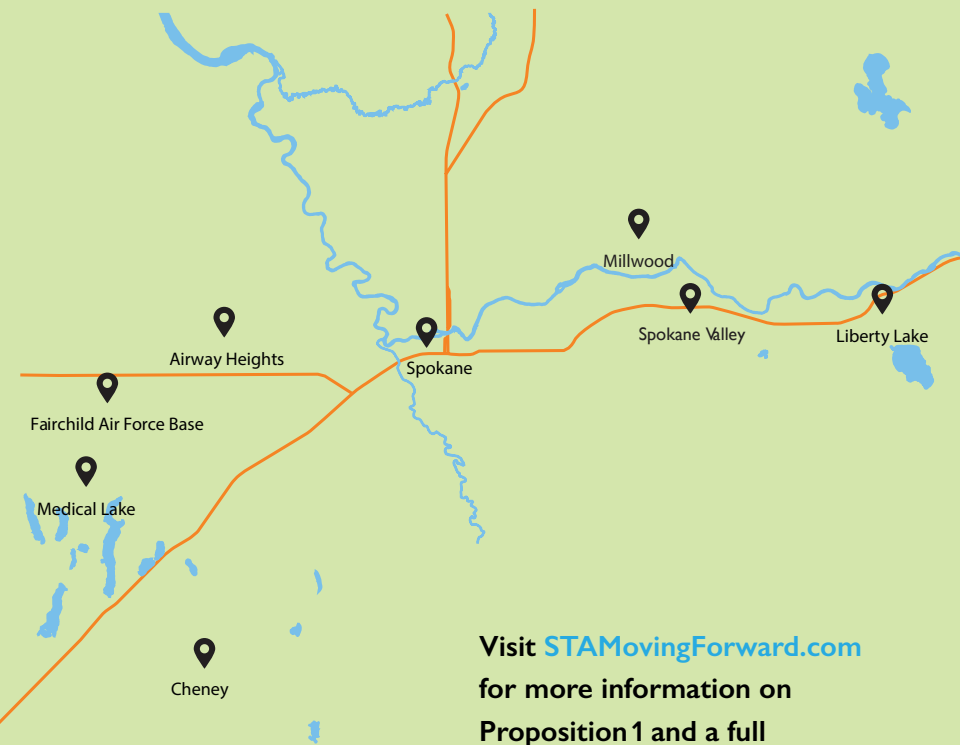 Millwood
Spokane Valley
Liberty Lake
Airway Heights
Spokane
Fairchild Air Force Base
Medical Lake
Cheney
Visit STAMovingForward.com
for more information on
Proposition 1 and a full